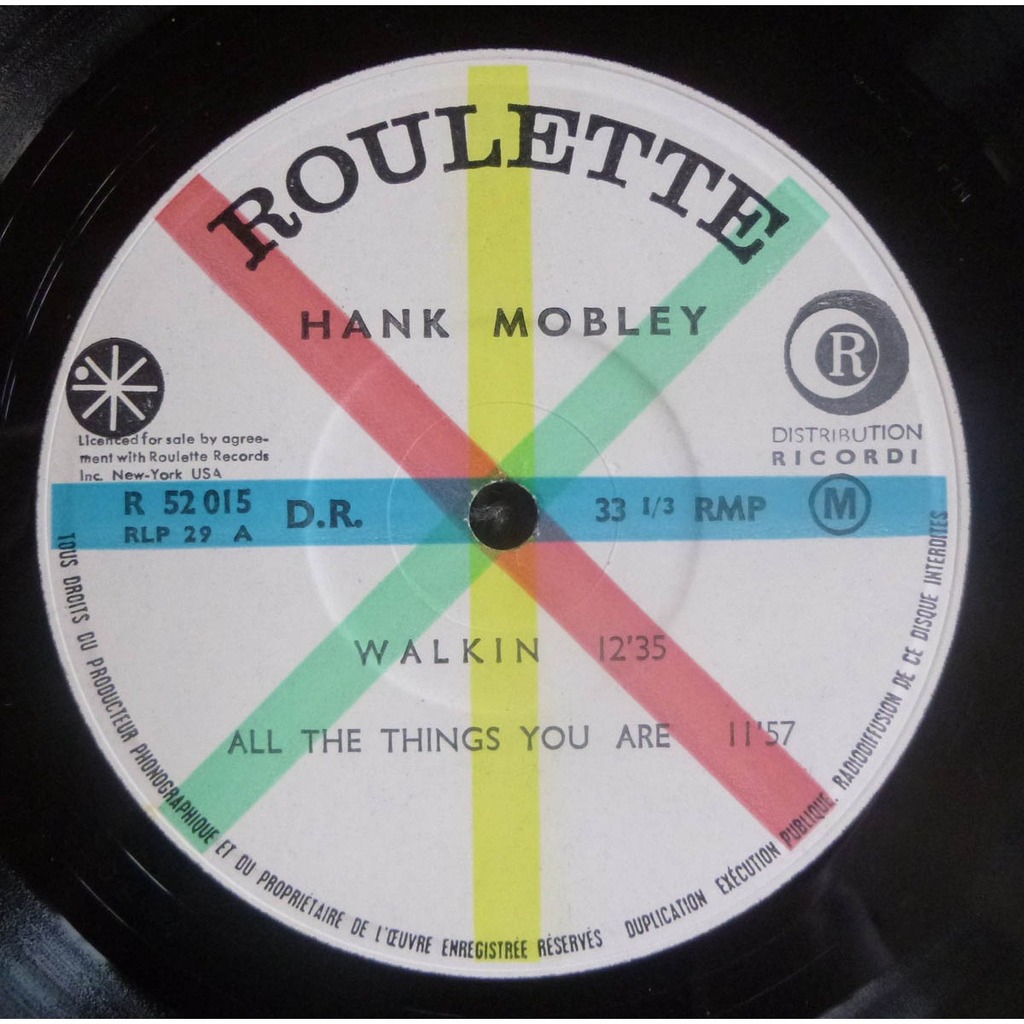 ROULETTE
HANK MOBLEY
R
DISTRIBUTION
RICORDI
Licenced for sale by agree-
ment with Roulette Records
Inc. New-York USA
R 52 015
RLP 29 A
D.R.
33 1/3 RMP
M
WALKIN 12'35
ALL THE THINGS YOU ARE 11'57
TOUS DROITS DU PRODUCTEUR PHONOGRAPHIQUE ET DU PROPRIÉTAIRE DE L'ŒUVRE ENREGISTRÉE RÉSERVÉS DUPLICATION EXÉCUTION PUBLIQUE. RADIODIFFUSION DE CE DISQUE INTERDITES